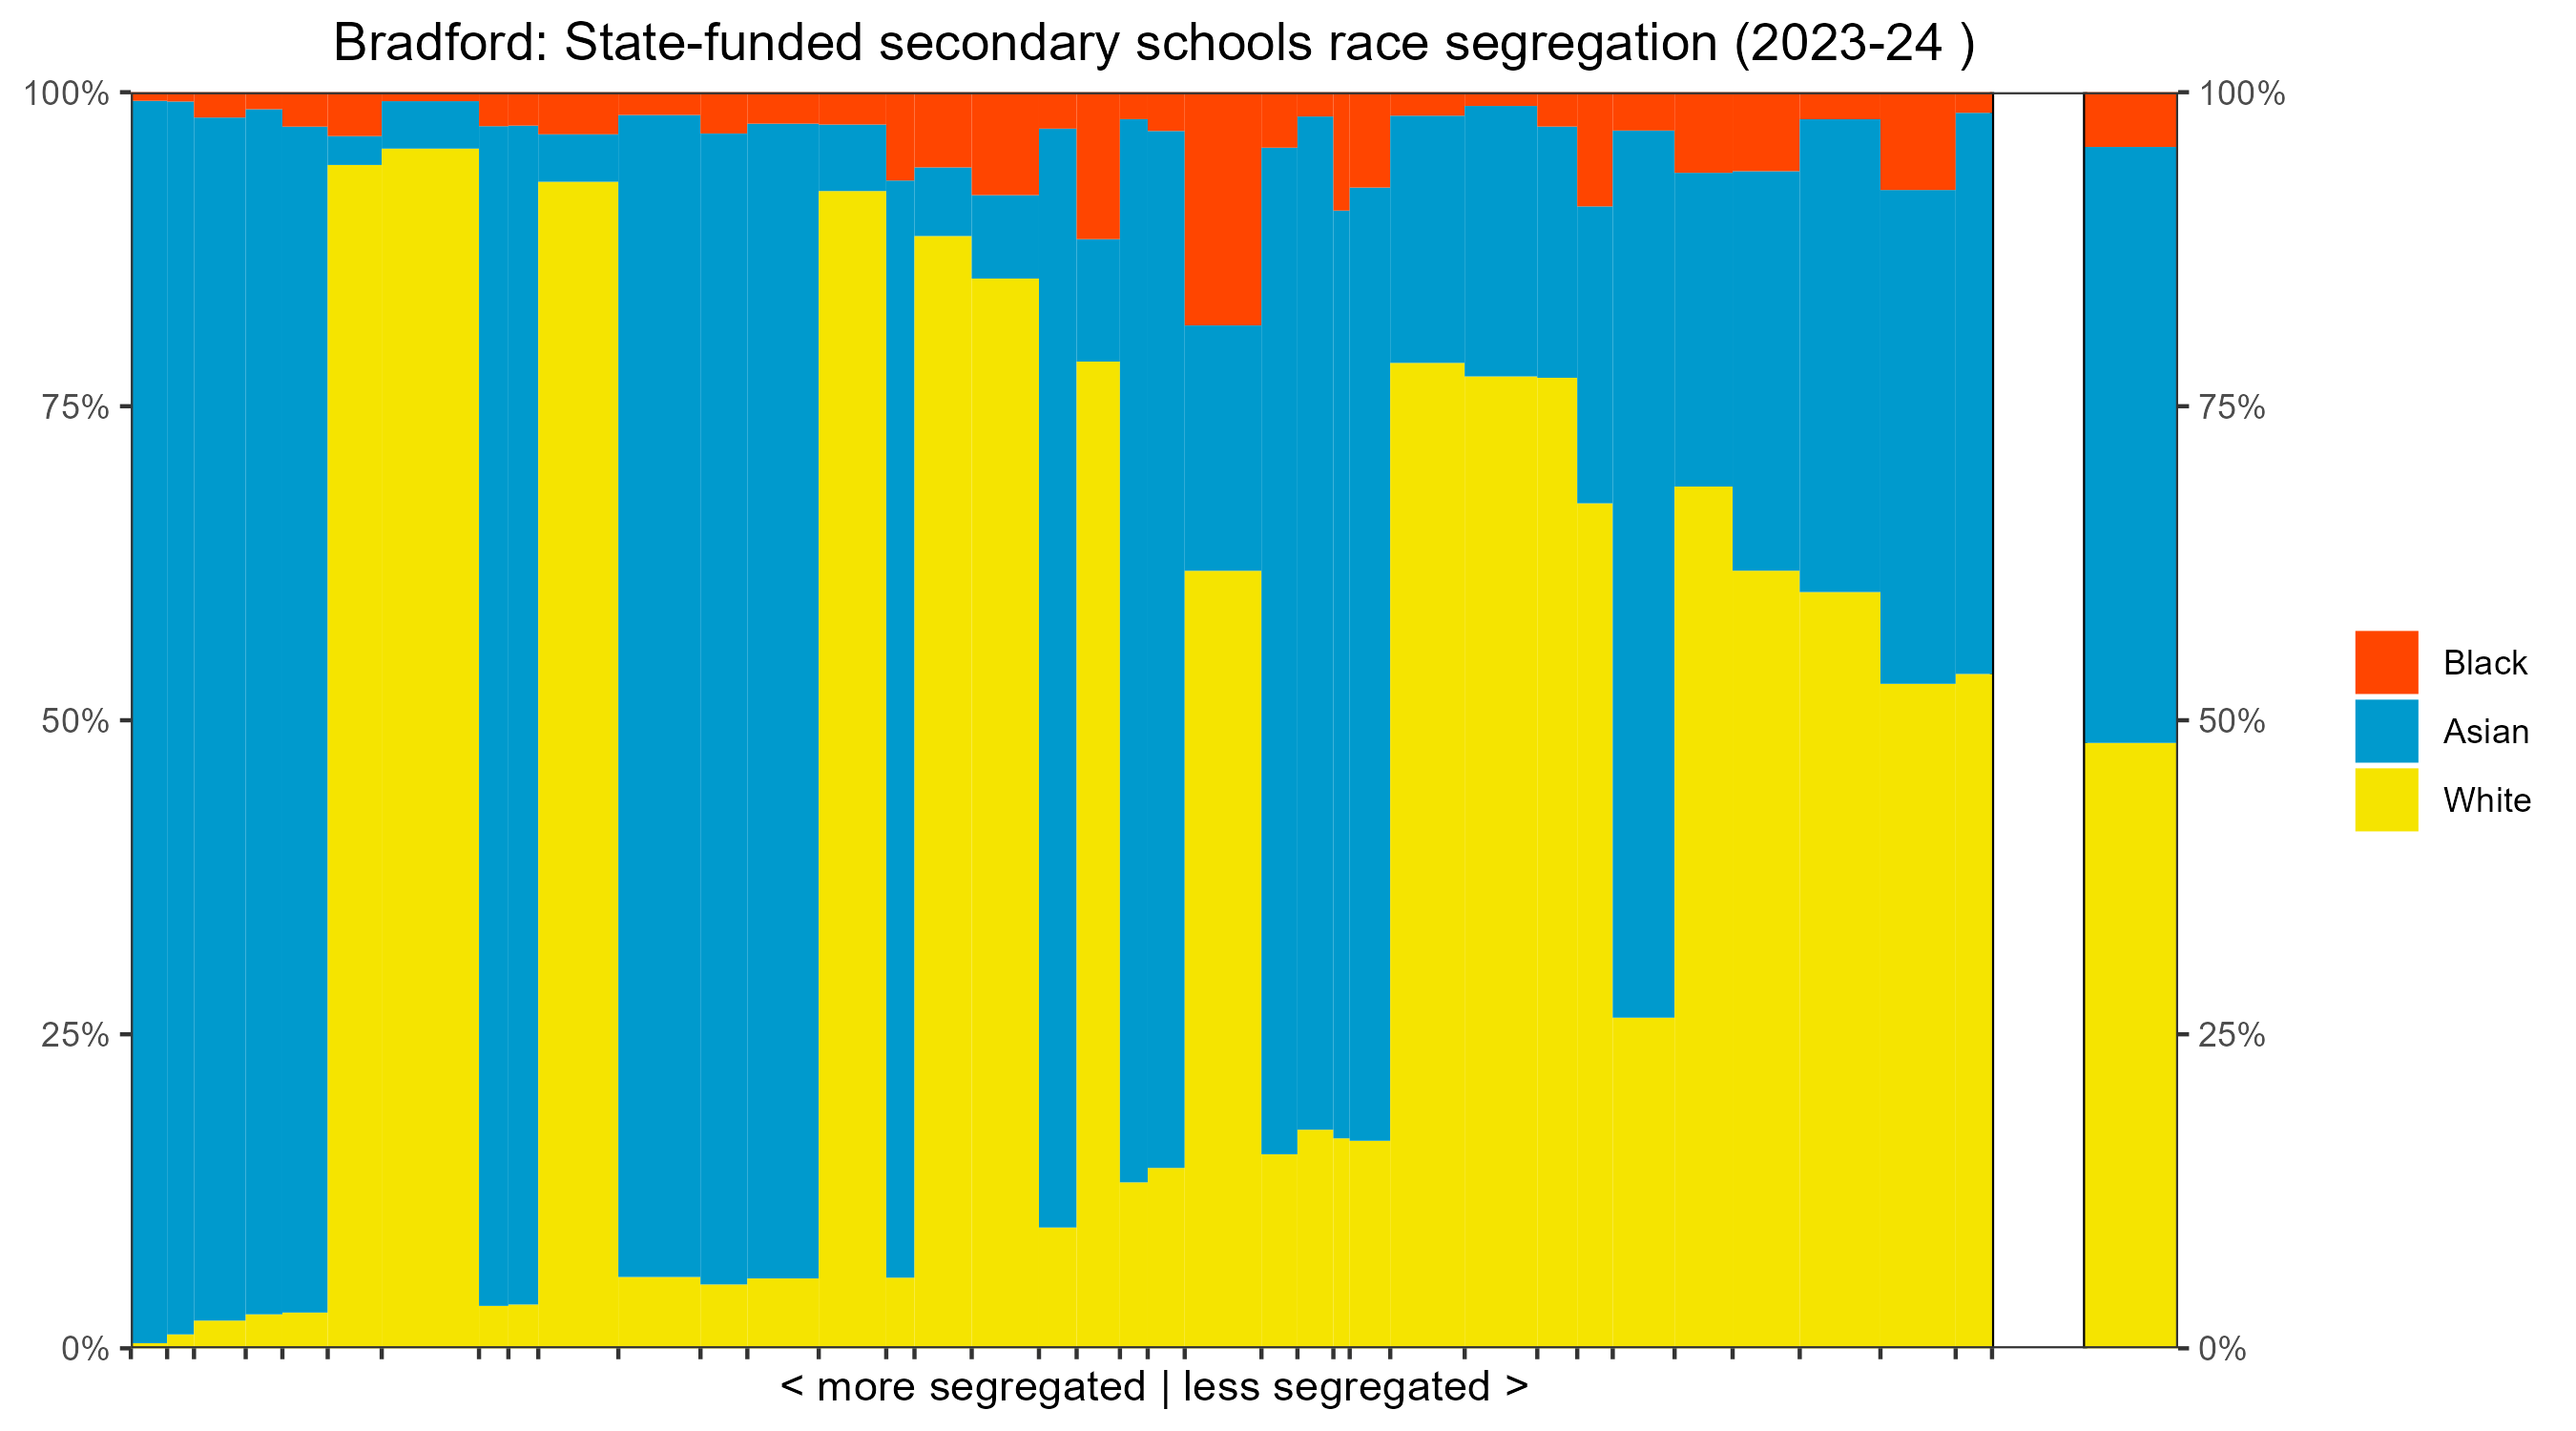 Bradford: State-funded secondary schools race segregation (2023-24 )
100%
75%
50%
25%
0%
100%
75%
50%
25%
0%
Black
Asian
White
< more segregated | less segregated >